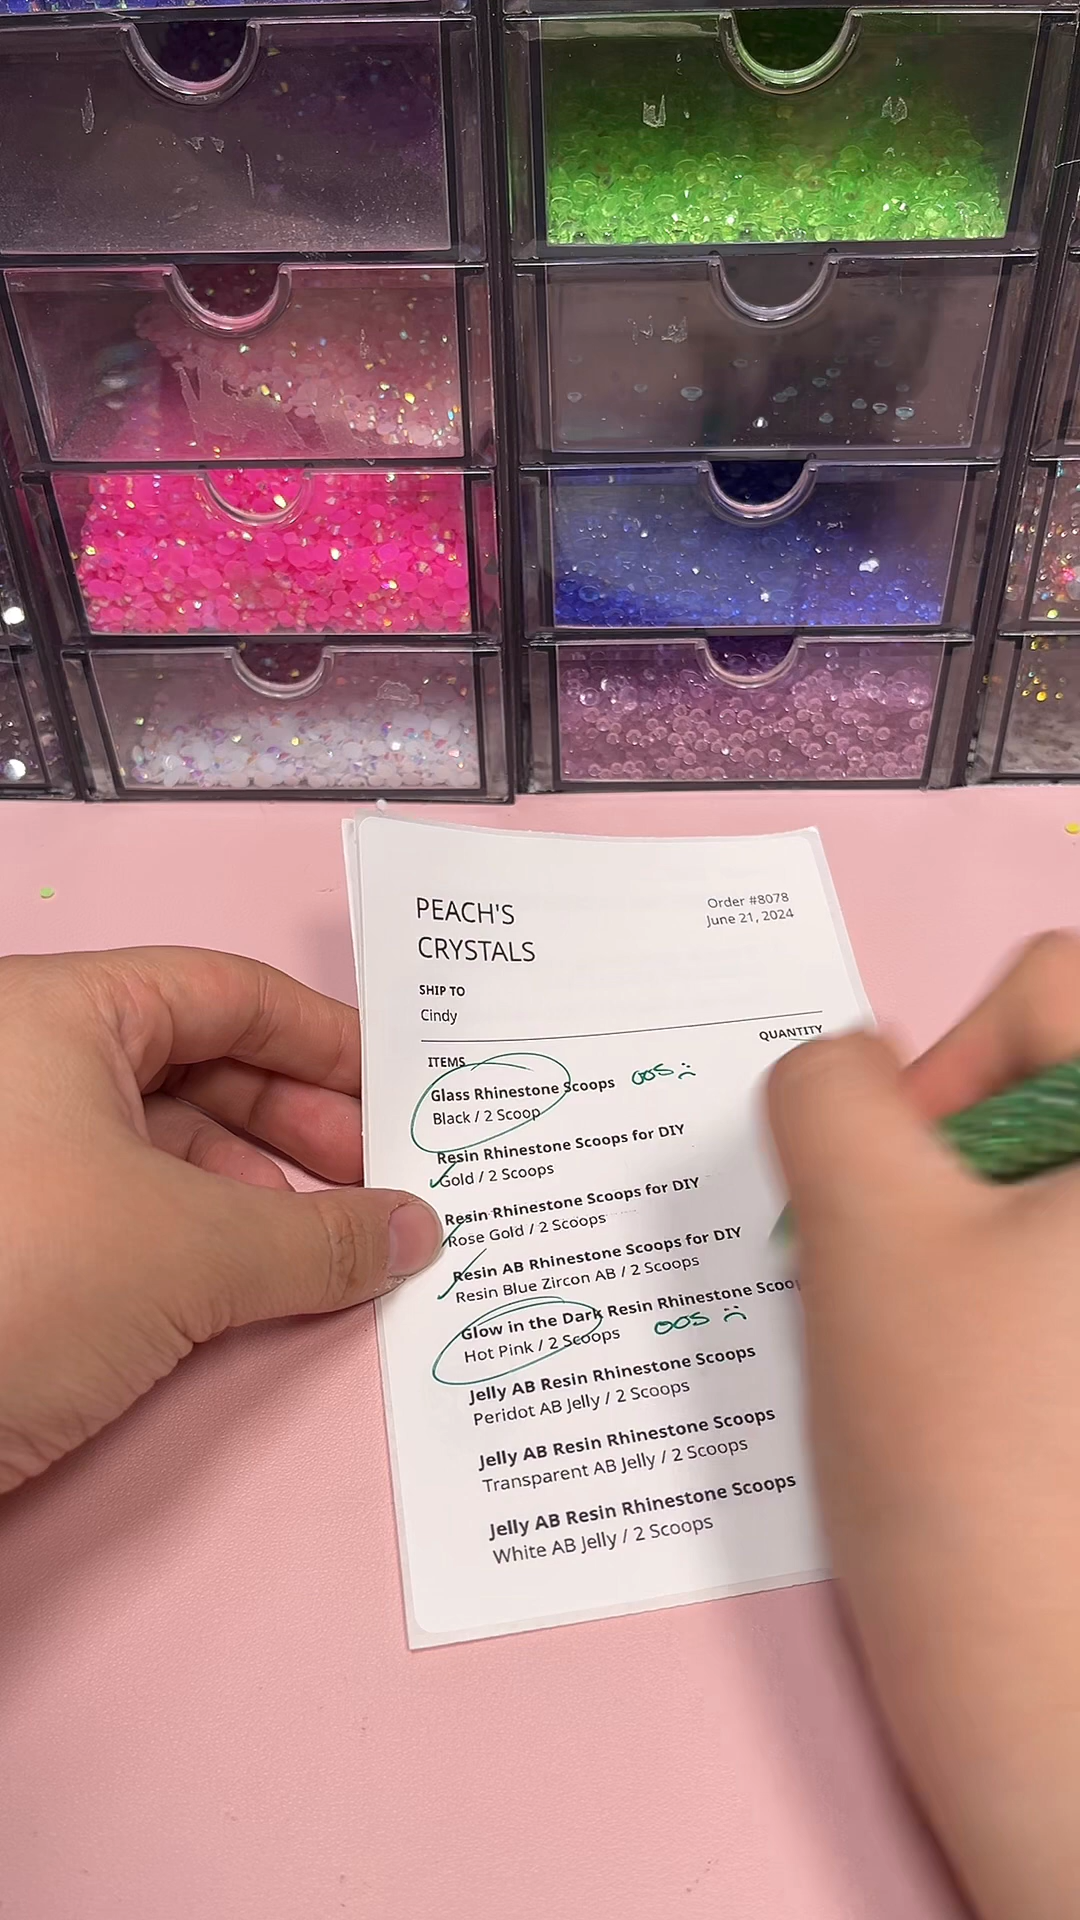 PEACH'S
CRYSTALS
Order #8078
June 21, 2024
SHIP TO
Cindy
QUANTITY
ITEMS
Glass Rhinestone Scoops OOS :(
Black / 2 Scoop
Resin Rhinestone Scoops for DIY
Gold / 2 Scoops
Resin Rhinestone Scoops for DIY
Rose Gold / 2 Scoops
Resin AB Rhinestone Scoops for DIY
Resin Blue Zircon AB / 2 Scoops
Glow in the Dark Resin Rhinestone
Hot Pink / 2 Scoops OOS :(
Jelly AB Resin Rhinestone Scoops
Peridot AB Jelly / 2 Scoops
Jelly AB Resin Rhinestone Scoops
Transparent AB Jelly / 2 Scoops
Jelly AB Resin Rhinestone Scoops
White AB Jelly / 2 Scoops